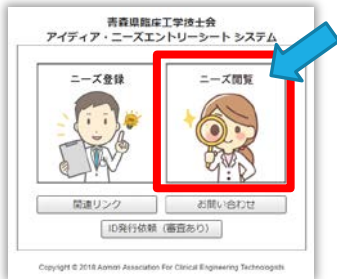 青森県臨床工学技士会
アイディア・ニーズエントリーシート システム
ニーズ登録
ニーズ閲覧
関連リンク
お問い合わせ
ID発行依頼（審査あり）
Copyright © 2018 Aomori Association For Clinical Engineering Technologists